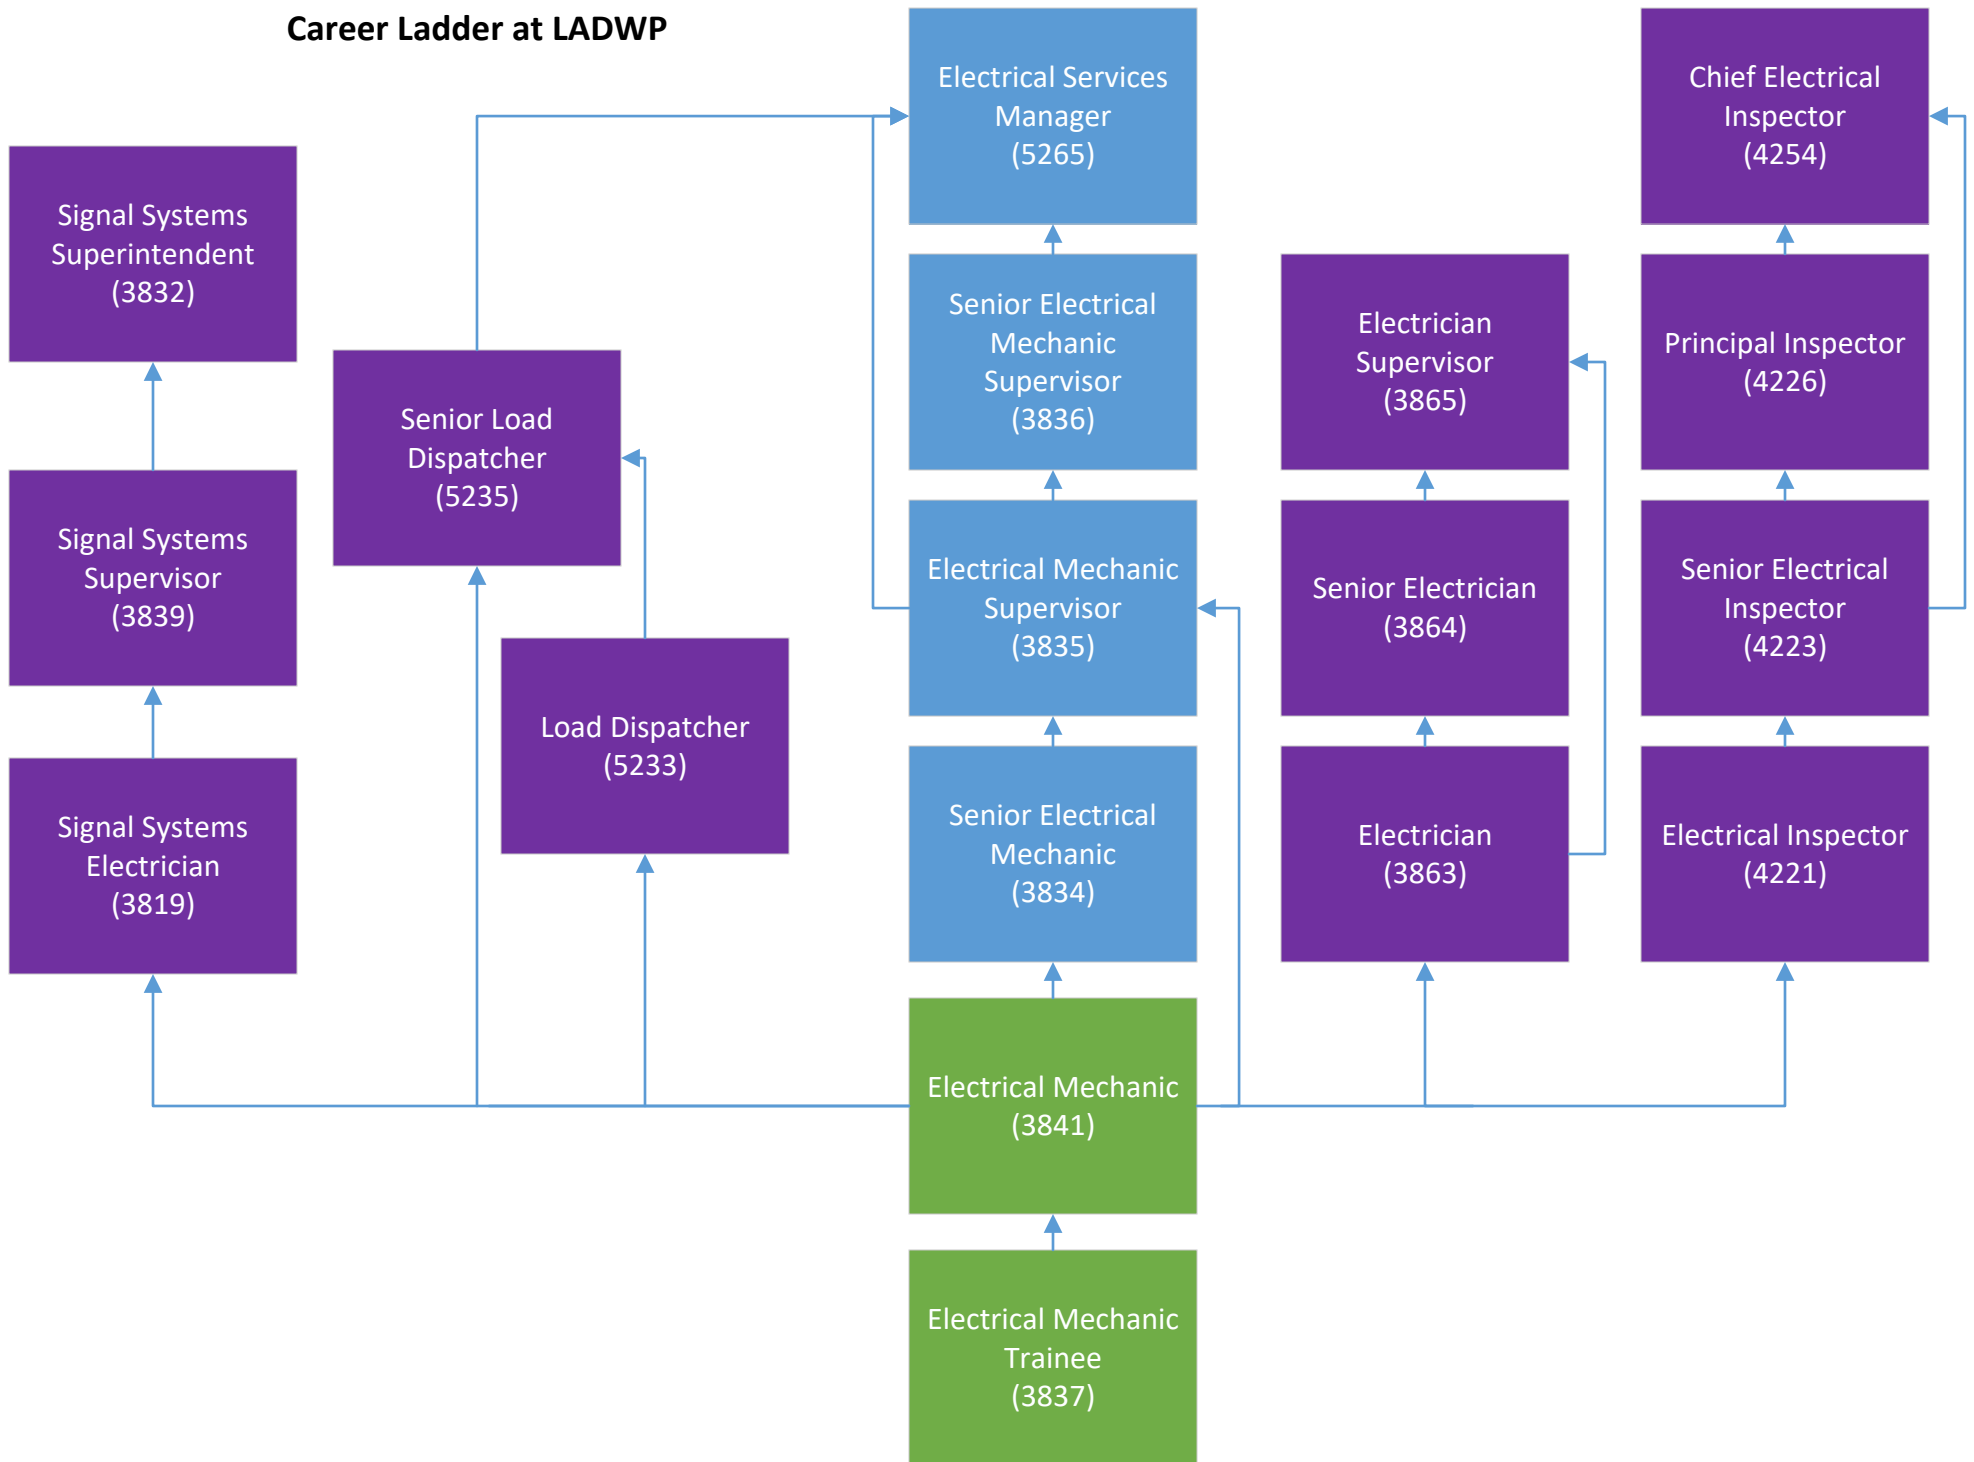 Career Ladder at LADWP
Electrical Services
Manager
(5265)
Chief Electrical
Inspector
(4254)
Signal Systems
Superintendent
(3832)
Senior Electrical
Mechanic
Supervisor
(3836)
Electrician
Supervisor
(3865)
Principal Inspector
(4226)
Senior Load
Dispatcher
(5235)
Signal Systems
Supervisor
(3839)
Electrical Mechanic
Supervisor
(3835)
Senior Electrician
(3864)
Senior Electrical
Inspector
(4223)
Load Dispatcher
(5233)
Signal Systems
Electrician
(3819)
Senior Electrical
Mechanic
(3834)
Electrician
(3863)
Electrical Inspector
(4221)
Electrical Mechanic
(3841)
Electrical Mechanic
Trainee
(3837)